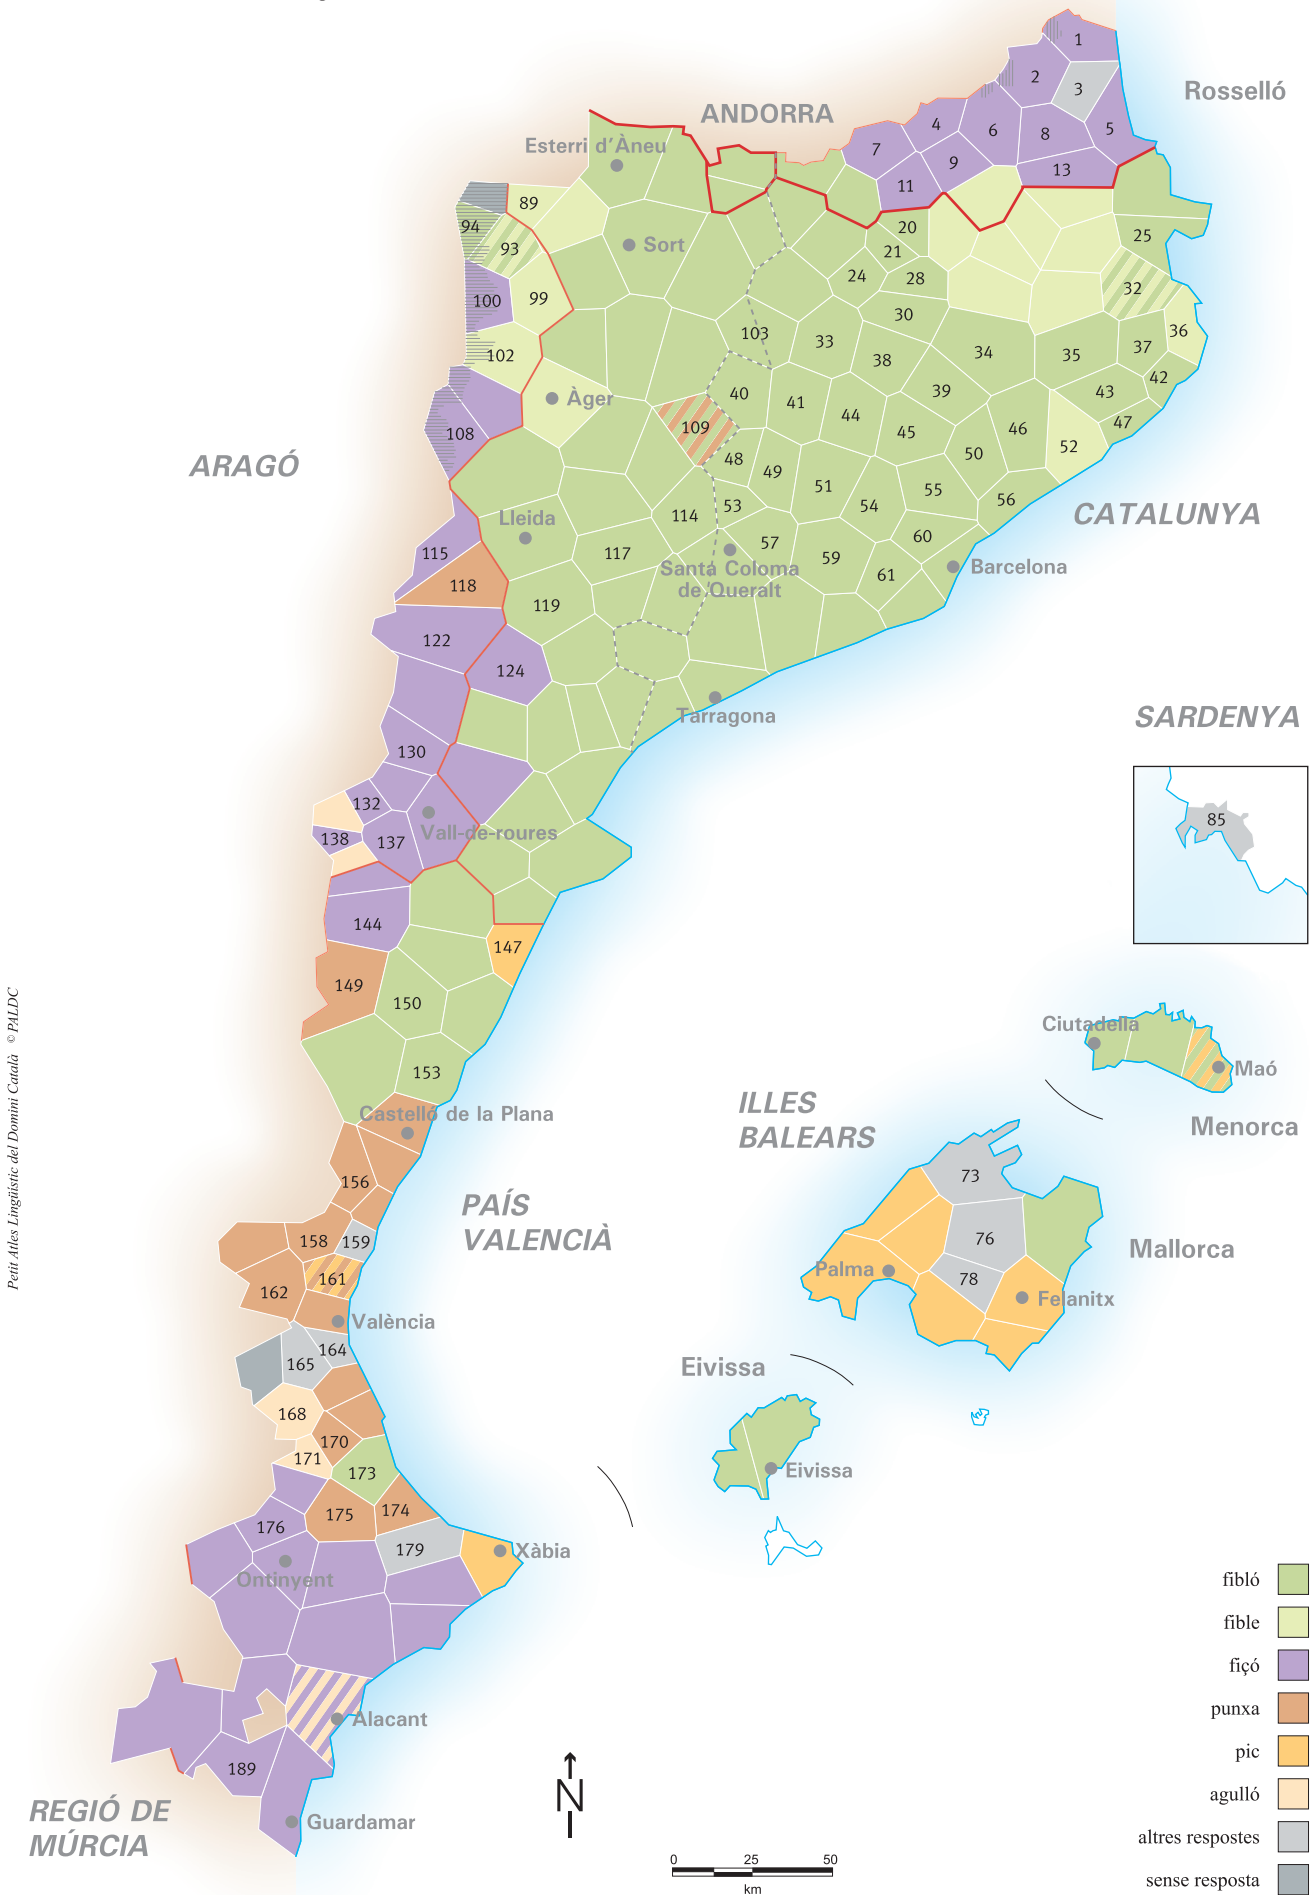 1
2
Rosselló
3
ANDORRA
4
6
8
5
Esterri d'Àneu
7
9
13
11
89
94
20
25
93
Sort
21
24
28
32
100
99
30
103
33
36
102
38
34
35
37
42
Àger
40
39
43
41
44
47
109
46
108
45
52
ARAGÓ
48
50
49
51
55
56
53
54
114
CATALUNYA
Lleida
60
57
115
117
59
Santa Coloma
de Queralt
Barcelona
61
118
119
122
124
Tarragona
SARDENYA
130
132
85
Vall-de-roures
138
137
144
147
149
150
Petit Atles Lingüístic del Domini Català © PALDC
Ciutadella
153
Maó
ILLES
BALEARS
Castelló de la Plana
Menorca
156
73
PAÍS
VALENCIÀ
158
159
76
Mallorca
161
Palma
78
162
Felanitx
València
164
165
Eivissa
168
170
171
173
Eivissa
174
175
176
179
Xàbia
Ontinyent
fibló
fible
fiçó
punxa
Alacant
pic
189
N
agulló
REGIÓ DE
MÚRCIA
Guardamar
altres respostes
0 25 50
km
sense resposta